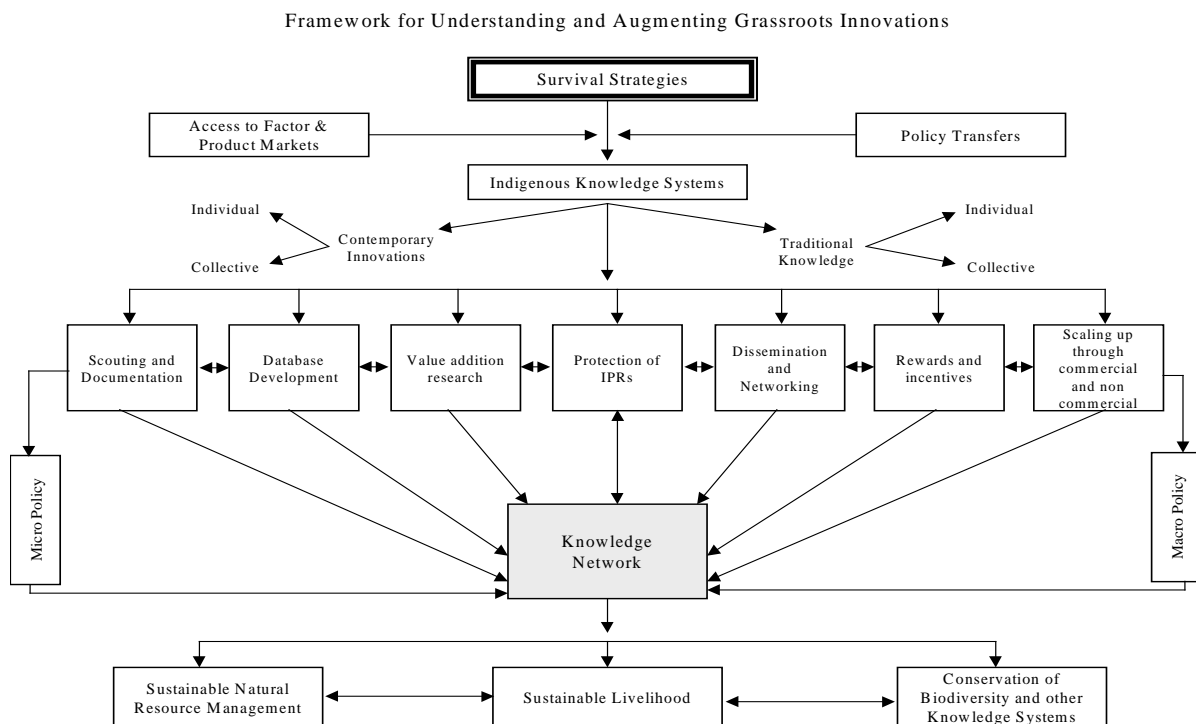 Framework for Understanding and Augmenting Grassroots Innovations
Survival Strategies
Access to Factor &
Product Markets
Policy Transfers
Indigenous Knowledge Systems
Individual
Contemporary
Innovations
Collective
Traditional
Knowledge
Individual
Collective
Scouting and
Documentation
Database
Development
Value addition
research
Protection of
IPRs
Dissemination
and
Networking
Rewards and
incentives
Scaling up
through
commercial
and non
commercial
Micro Policy
Knowledge
Network
Macro Policy
Sustainable Natural
Resource Management
Sustainable Livelihood
Conservation of
Biodiversity and other
Knowledge Systems